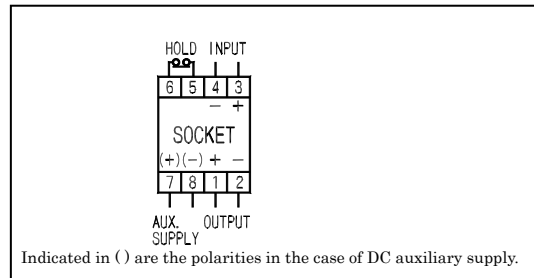 HOLD INPUT
6 5 4 3
− +
SOCKET
(+)(−) + −
7 8 1 2
AUX. OUTPUT
SUPPLY
Indicated in ( ) are the polarities in the case of DC auxiliary supply.